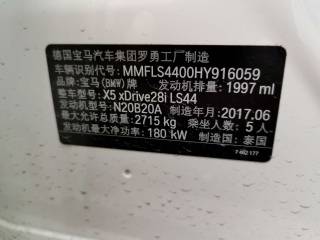 德国宝马汽车集团罗勇工厂制造
车辆识别代号: MMFLS4400HY916059
品牌: 宝马(BMW)牌 发动机排量: 1997 ml
整车型号: X5 xDrive28i LS44
发动机型号: N20B20A 制造年月: 2017.06
最大允许总质量: 2715 kg 乘坐人数: 5 人
发动机最大净功率: 180 kW 制造国: 泰国
7 462 177